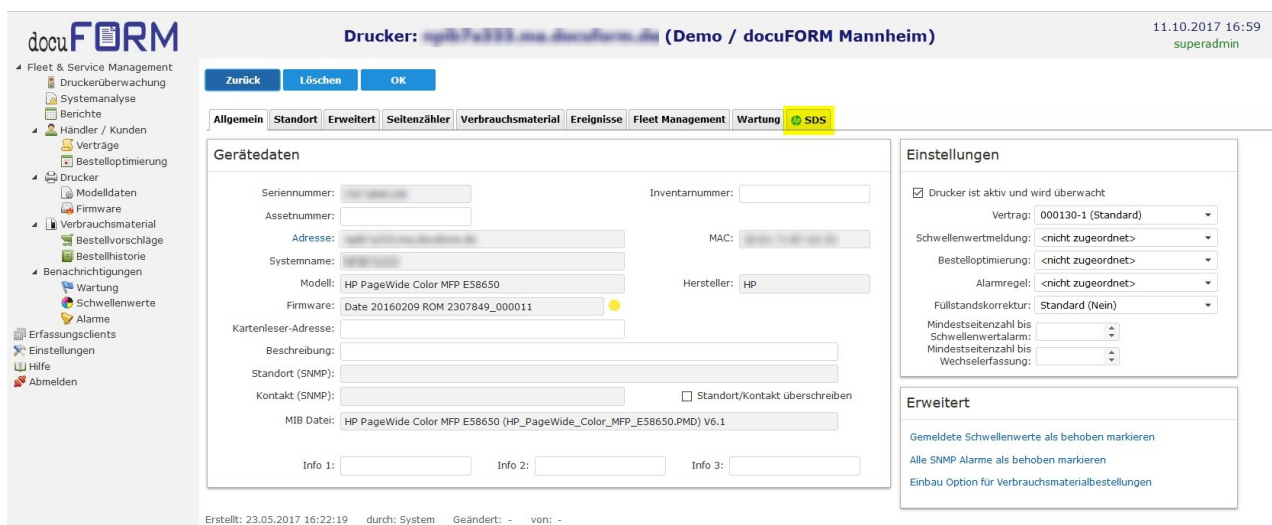 docuFORM
Drucker: (Demo / docuFORM Mannheim)
11.10.2017 16:59
superadmin
Fleet & Service Management
Druckerüberwachung
Systemanalyse
Berichte
Händler / Kunden
Verträge
Bestelloptimierung
Drucker
Modelldaten
Firmware
Verbrauchsmaterial
Bestellvorschläge
Bestellhistorie
Benachrichtigungen
Wartung
Schwellenwerte
Alarme
Erfassungsclients
Einstellungen
Hilfe
Abmelden
Zurück Löschen OK
Allgemein Standort Erweitert Seitenzähler Verbrauchsmaterial Ereignisse Fleet Management Wartung SDS
Gerätedaten
Seriennummer: Inventarnummer:
Assetnummer:
Adresse: MAC:
Systemname:
Modell: HP PageWide Color MFP E58650 Hersteller: HP
Firmware: Date 20160209 ROM 2307849_000011
Kartenleser-Adresse:
Beschreibung:
Standort (SNMP):
Kontakt (SNMP): Standort/Kontakt überschreiben
MIB Datei: HP PageWide Color MFP E58650 (HP_PageWide_Color_MFP_E58650.PMD) V6.1
Info 1: Info 2: Info 3:
Einstellungen
Drucker ist aktiv und wird überwacht
Vertrag: 000130-1 (Standard)
Schwellenwertmeldung: <nicht zugeordnet>
Bestelloptimierung: <nicht zugeordnet>
Alarmregel: <nicht zugeordnet>
Füllstandskorrektur: Standard (Nein)
Mindestseitenzahl bis
Schwellenwertalarm:
Mindestseitenzahl bis
Wechselerfassung:
Erweitert
Gemeldete Schwellenwerte als behoben markieren
Alle SNMP Alarme als behoben markieren
Einbau Option für Verbrauchsmaterialbestellungen
Erstellt: 23.05.2017 16:22:19 durch: System Geändert: - von: -